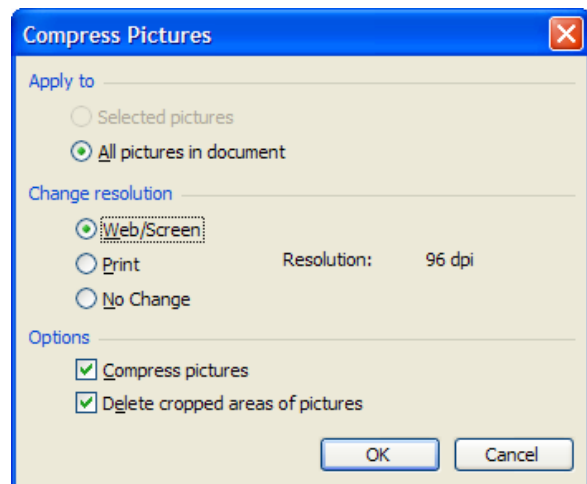 Compress Pictures
Apply to
Selected pictures
All pictures in document
Change resolution
Web/Screen
Print Resolution: 96 dpi
No Change
Options
Compress pictures
Delete cropped areas of pictures
OK Cancel